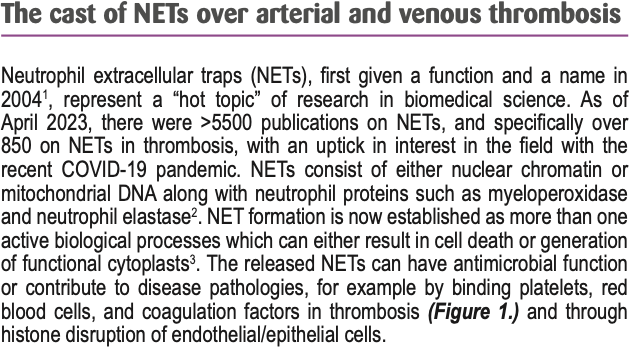 The cast of NETs over arterial and venous thrombosis
Neutrophil extracellular traps (NETs), first given a function and a name in
2004¹, represent a “hot topic” of research in biomedical science. As of
April 2023, there were >5500 publications on NETs, and specifically over
850 on NETs in thrombosis, with an uptick in interest in the field with the
recent COVID-19 pandemic. NETs consist of either nuclear chromatin or
mitochondrial DNA along with neutrophil proteins such as myeloperoxidase
and neutrophil elastase². NET formation is now established as more than one
active biological processes which can either result in cell death or generation
of functional cytoplasts³. The released NETs can have antimicrobial function
or contribute to disease pathologies, for example by binding platelets, red
blood cells, and coagulation factors in thrombosis (Figure 1.) and through
histone disruption of endothelial/epithelial cells.